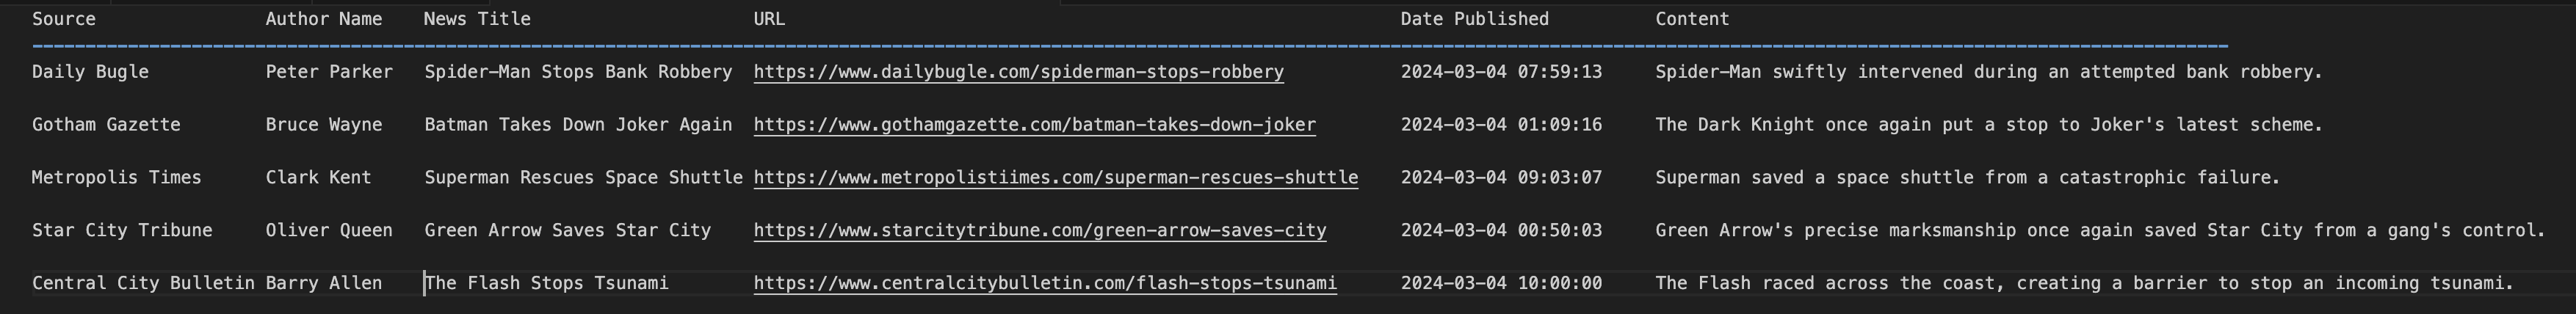 Source Author Name News Title URL Date Published Content
Daily Bugle Peter Parker Spider-Man Stops Bank Robbery https://www.dailybugle.com/spiderman-stops-robbery 2024-03-04 07:59:13 Spider-Man swiftly intervened during an attempted bank robbery.
Gotham Gazette Bruce Wayne Batman Takes Down Joker Again https://www.gothamgazette.com/batman-takes-down-joker 2024-03-04 01:09:16 The Dark Knight once again put a stop to Joker's latest scheme.
Metropolis Times Clark Kent Superman Rescues Space Shuttle https://www.metropolistiimes.com/superman-rescues-shuttle 2024-03-04 09:03:07 Superman saved a space shuttle from a catastrophic failure.
Star City Tribune Oliver Queen Green Arrow Saves Star City https://www.starcitytribune.com/green-arrow-saves-city 2024-03-04 00:50:03 Green Arrow's precise marksmanship once again saved Star City from a gang's control.
Central City Bulletin Barry Allen The Flash Stops Tsunami https://www.centralcitybulletin.com/flash-stops-tsunami 2024-03-04 10:00:00 The Flash raced across the coast, creating a barrier to stop an incoming tsunami.